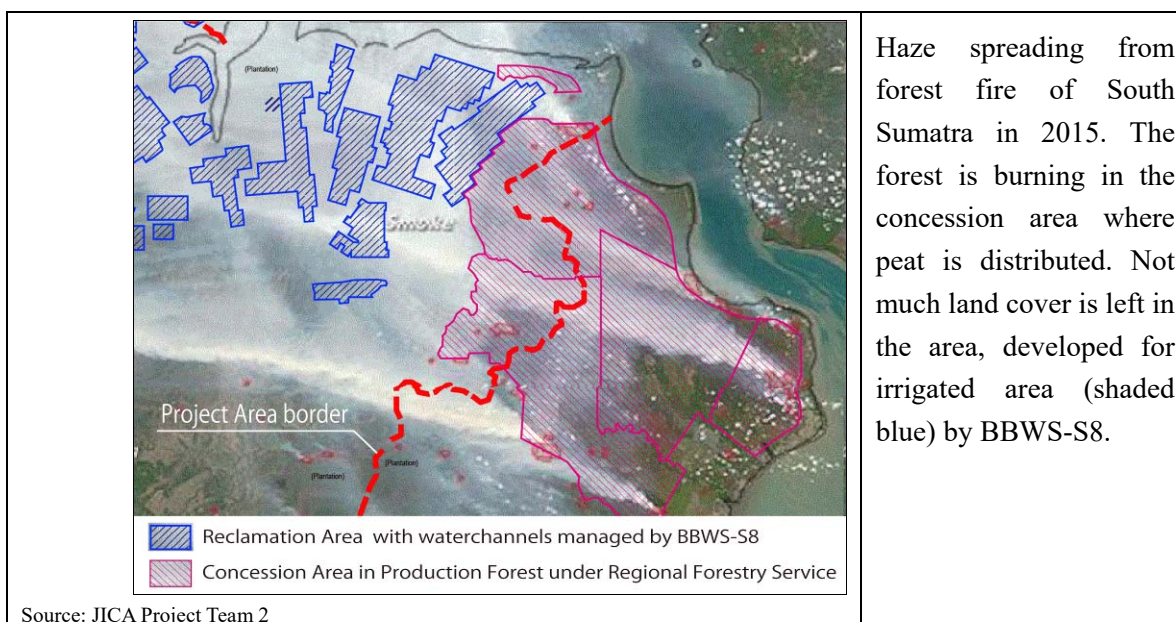 (Plantation)
Smoke
Project Area border
(Plantation)
(Plantation)
Reclamation Area with waterchannels managed by BBWS-S8
Concession Area in Production Forest under Regional Forestry Service
Source: JICA Project Team 2
Haze spreading from
forest fire of South
Sumatra in 2015. The
forest is burning in the
concession area where
peat is distributed. Not
much land cover is left in
the area, developed for
irrigated area (shaded
blue) by BBWS-S8.